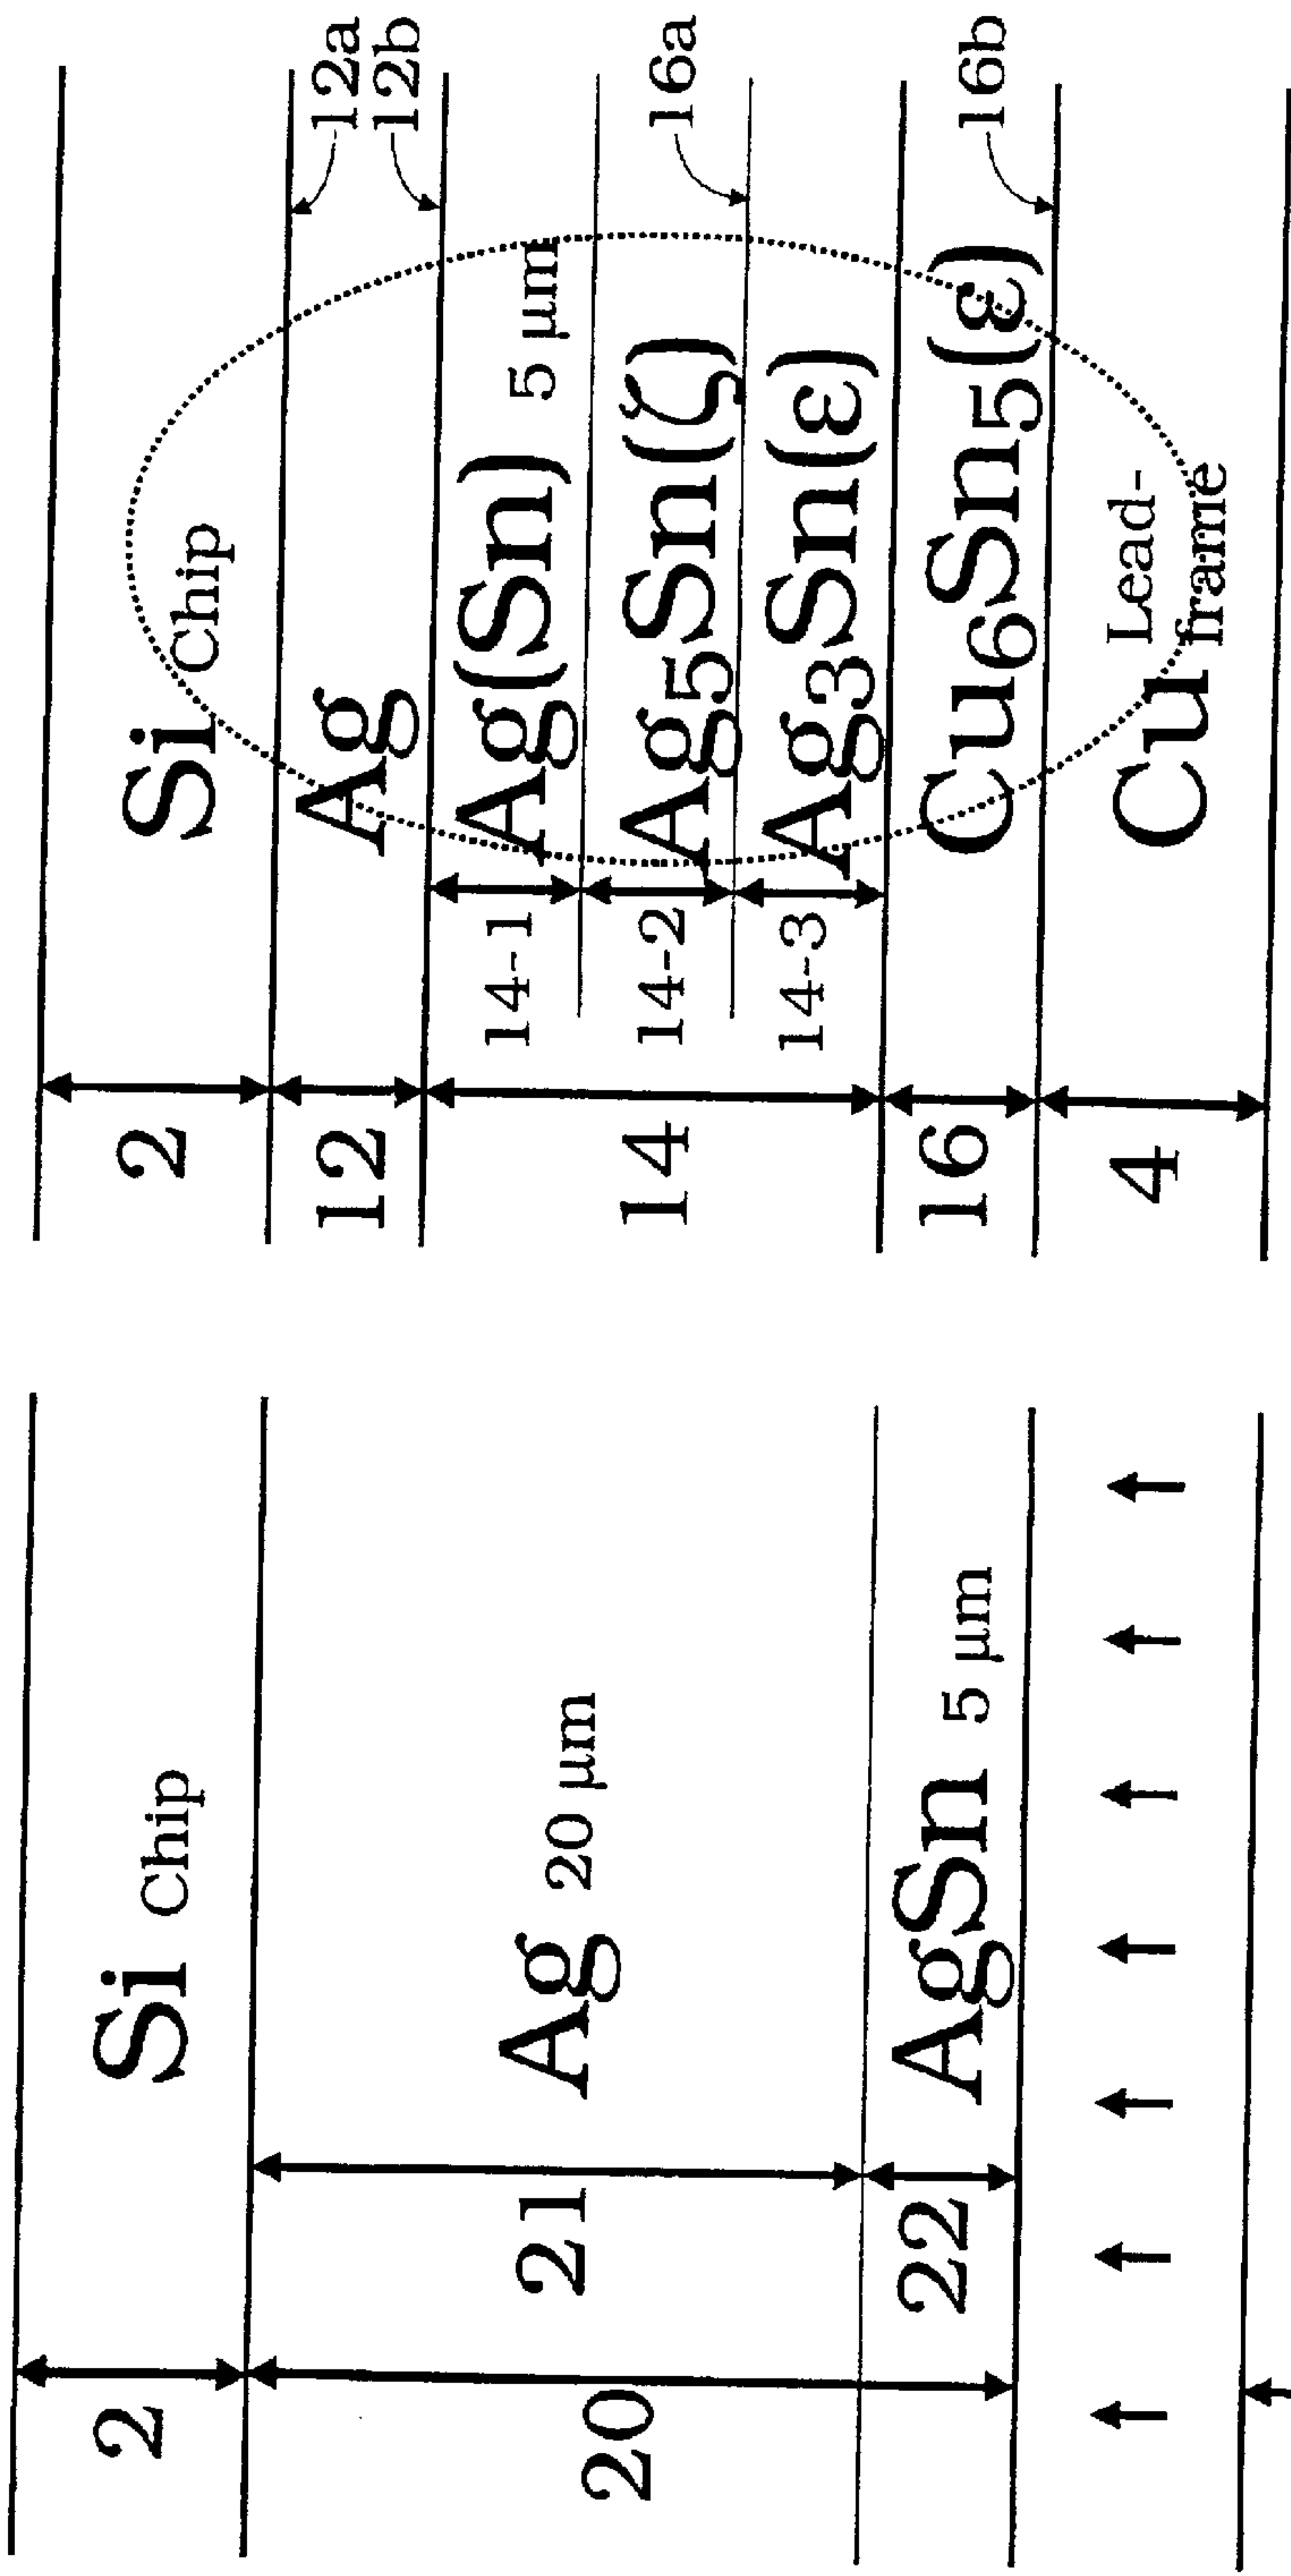 2
Si Chip
20
21
Ag 20 μm
22
AgSn 5 μm
2
Si Chip
12
Ag
12a
12b
14
14-1
Ag(Sn) 5 μm
14-2
Ag₅Sn(ζ)
16a
14-3
Ag₃Sn(ε)
16
Cu₆Sn₅(ε)
16b
4
Cu Lead-
frame